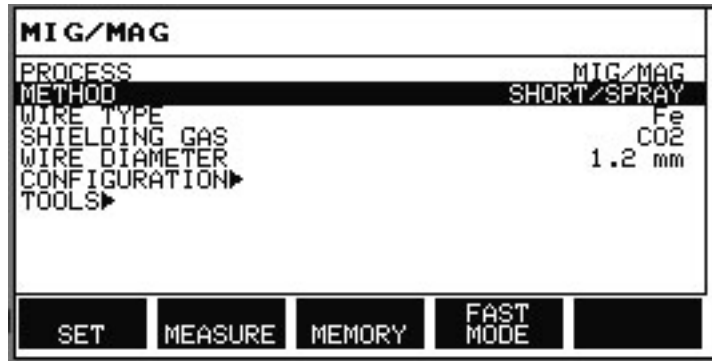 MIG/MAG
PROCESS MIG/MAG
METHOD SHORT/SPRAY
WIRE TYPE Fe
SHIELDING GAS CO2
WIRE DIAMETER 1.2 mm
CONFIGURATION▶
TOOLS▶
SET MEASURE MEMORY FAST MODE